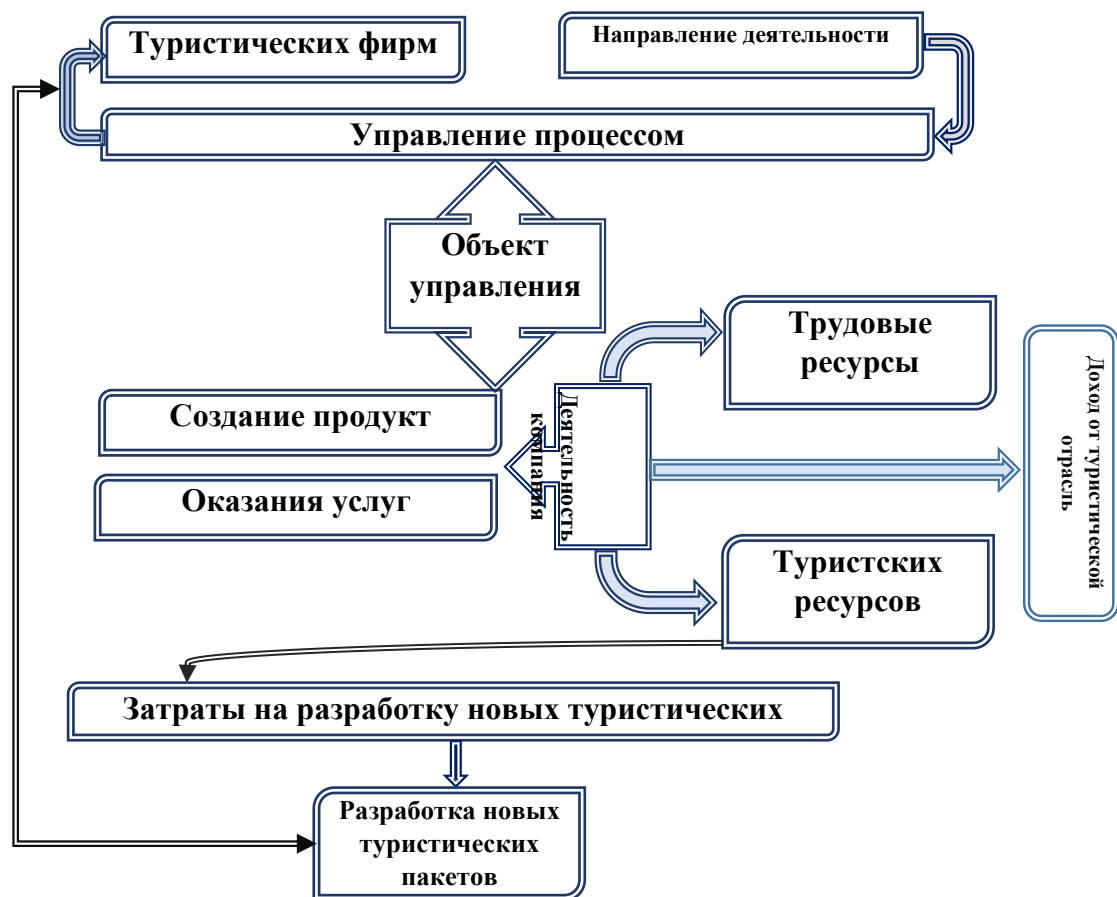 Туристических фирм
Направление деятельности
Управление процессом
Объект
управления
Трудовые
ресурсы
Создание продукт
Деятельность
компания
Доход от туристической
отрасль
Оказания услуг
Туристских
ресурсов
Затраты на разработку новых туристических
Разработка новых
туристических
пакетов